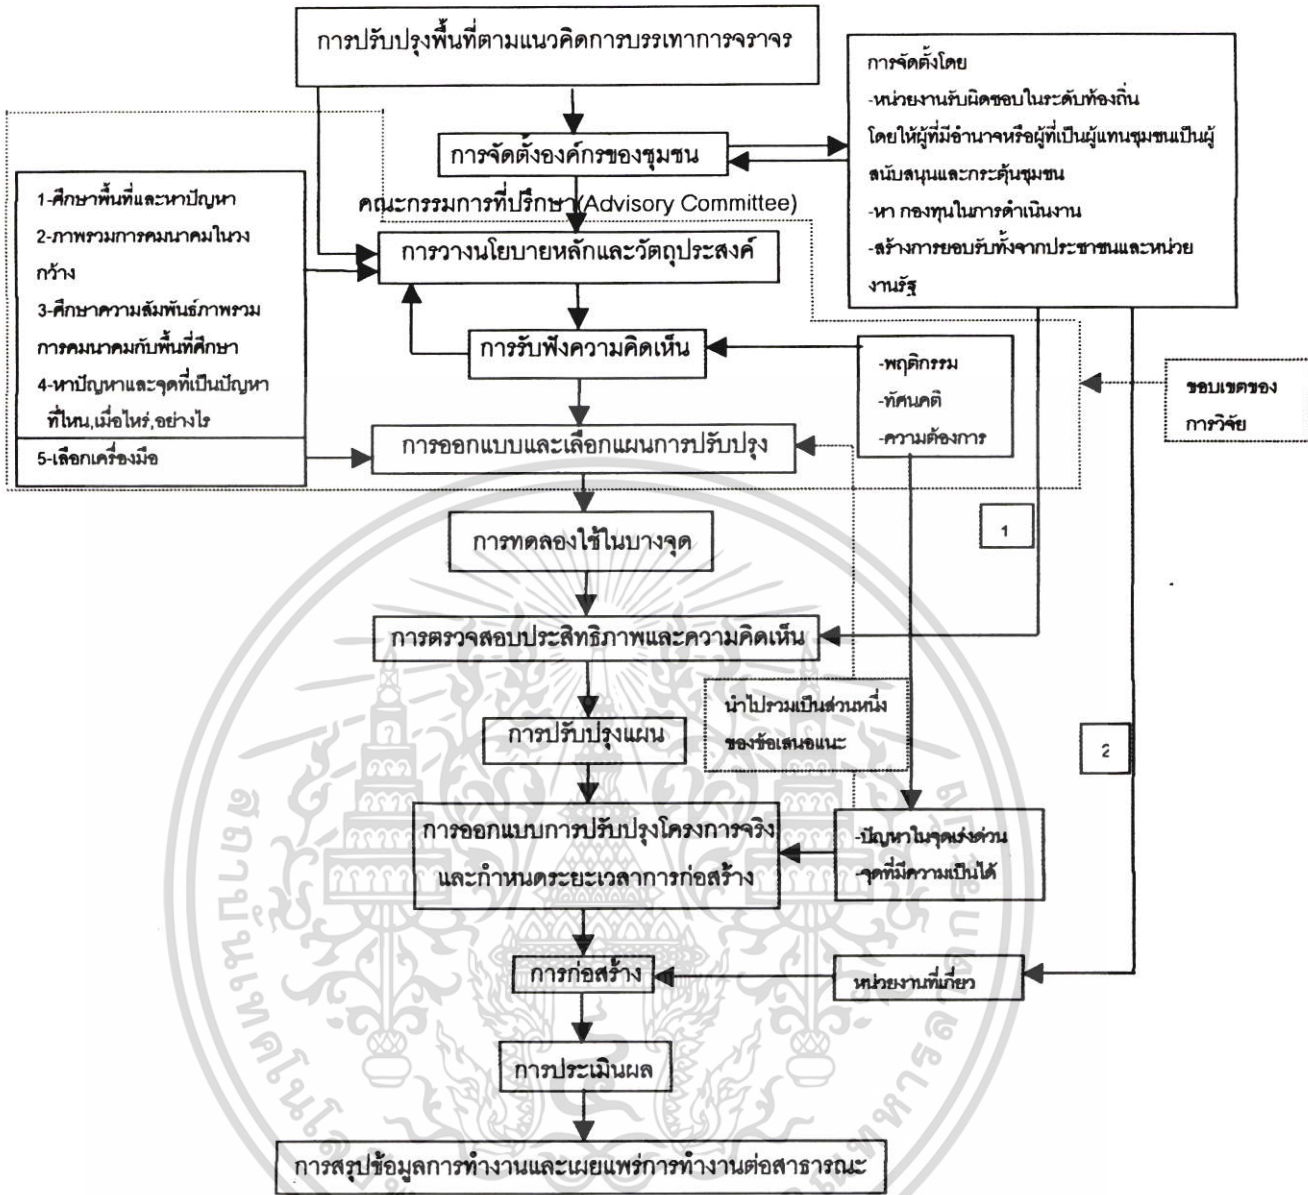 การปรับปรุงพื้นที่ตามแนวคิดการบรรเทาการจราจร
การจัดตั้งองค์กรของชุมชน
การจัดตั้งโดย
-หน่วยงานรับผิดชอบในระดับท้องถิ่น
โดยให้ผู้ที่มีอำนาจหรือผู้ที่เป็นผู้แทนชุมชนเป็นผู้
สนับสนุนและกระตุ้นชุมชน
-หา กองทุนในการดำเนินงาน
-สร้างการยอบรับทั้งจากประชาชนและหน่วย
งานรัฐ
คณะกรรมการที่ปรึกษา(Advisory Committee)
1-ศึกษาพื้นที่และหาปัญหา
2-ภาพรวมการคมนาคมในวง
กว้าง
3-ศึกษาความสัมพันธ์ภาพรวม
การคมนาคมกับพื้นที่ศึกษา
4-หาปัญหาและจุดที่เป็นปัญหา
ที่ไหน,เมื่อไหร่,อย่างไร
5-เลือกเครื่องมือ
การวางนโยบายหลักและวัตถุประสงค์
การรับฟังความคิดเห็น
-พฤติกรรม
-ทัศนคติ
-ความต้องการ
ขอบเขตของ
การวิจัย
การออกแบบและเลือกแผนการปรับปรุง
การทดลองใช้ในบางจุด
1
การตรวจสอบประสิทธิภาพและความคิดเห็น
นำไปรวมเป็นส่วนหนึ่ง
ของข้อเสนอแนะ
การปรับปรุงแผน
2
การออกแบบการปรับปรุงโครงการจริง
และกำหนดระยะเวลาการก่อสร้าง
-ปัญหาในจุดเร่งด่วน
-จุดที่มีความเป็นได้
การก่อสร้าง
หน่วยงานที่เกี่ยว
การประเมินผล
การสรุปข้อมูลการทำงานและเผยแพร่การทำงานต่อสาธารณะ